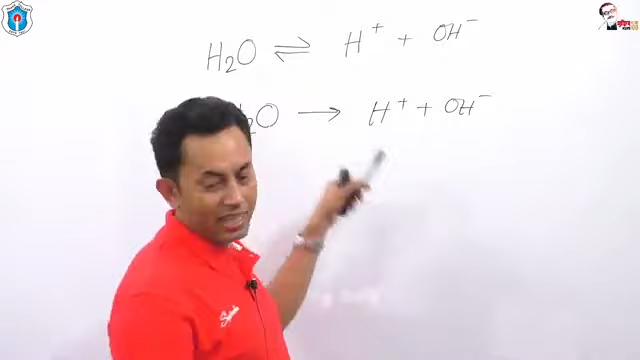 H₂O ⇌ H⁺ + OH⁻
₂O → H⁺ + OH⁻